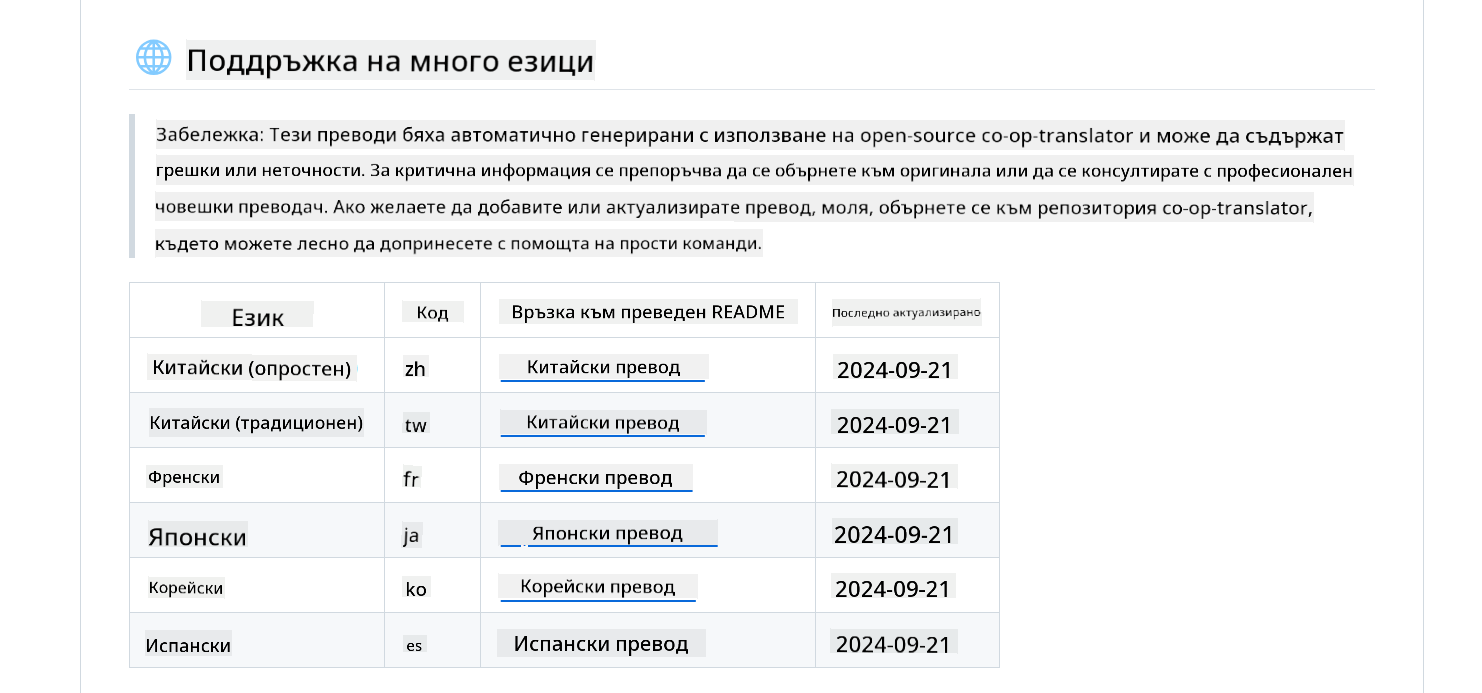 Поддръжка на много езици
Забележка: Тези преводи бяха автоматично генерирани с използване на open-source co-op-translator и може да съдържат
грешки или неточности. За критична информация се препоръчва да се обърнете към оригинала или да се консултирате с професионален
човешки преводач. Ако желаете да добавите или актуализирате превод, моля, обърнете се към репозитория co-op-translator,
където можете лесно да допринесете с помощта на прости команди.
Език Код Връзка към преведен README Последно актуализирано
Китайски (опростен) zh Китайски превод 2024-09-21
Китайски (традиционен) tw Китайски превод 2024-09-21
Френски fr Френски превод 2024-09-21
Японски ja Японски превод 2024-09-21
Корейски ko Корейски превод 2024-09-21
Испански es Испански превод 2024-09-21